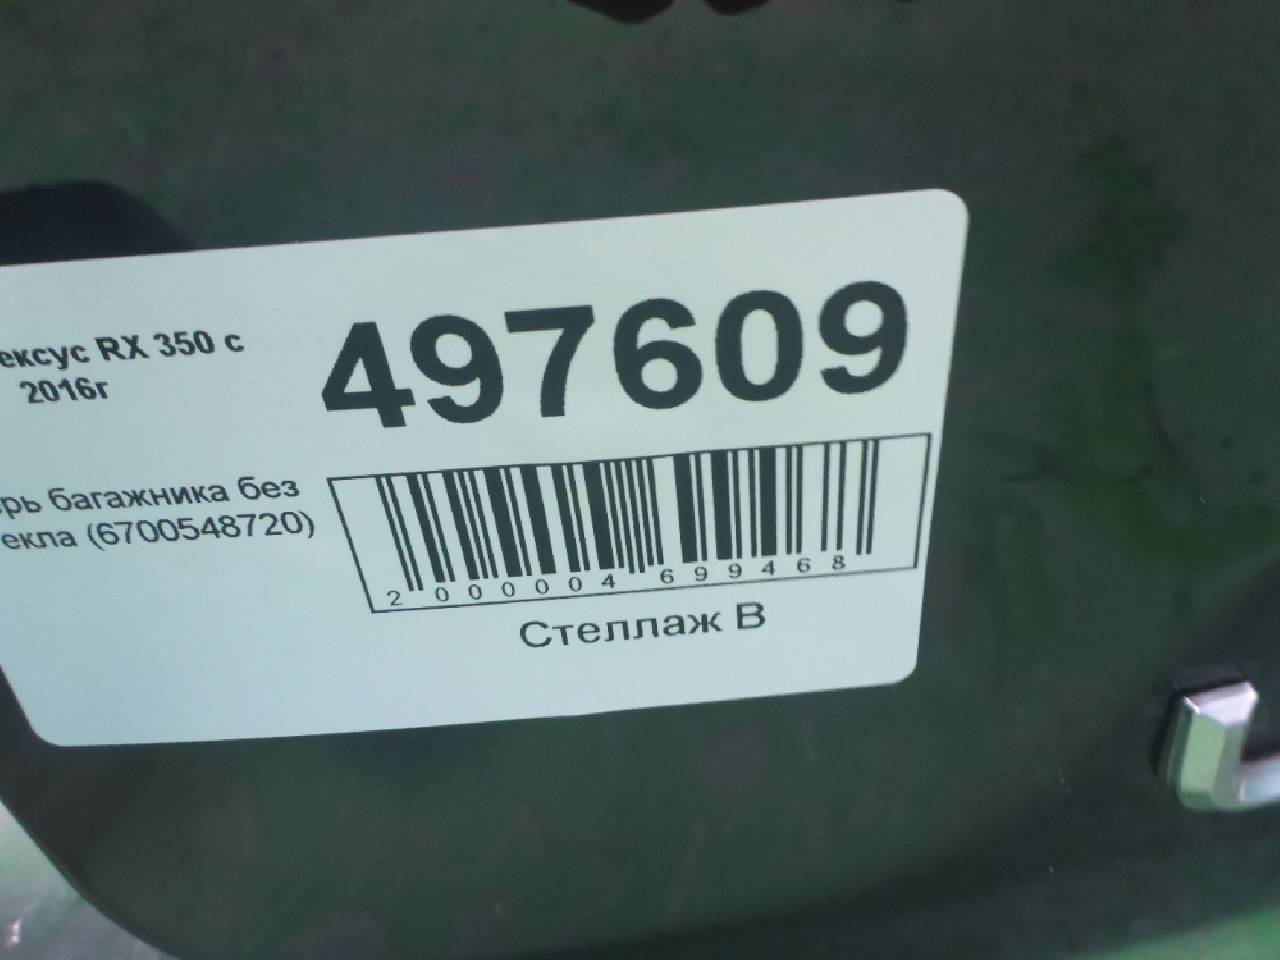 ексус RX 350 с
2016г
497609
рь багажника без
екла (6700548720)
2 000004 699468
Стеллаж В